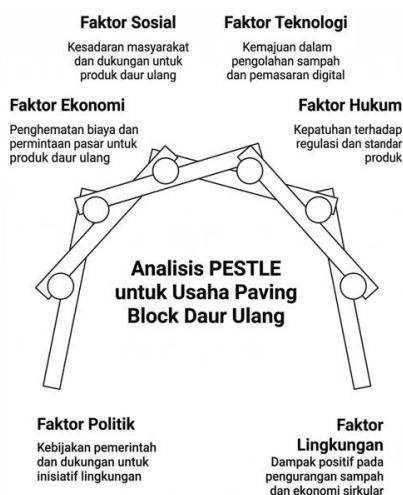 Faktor Sosial
Kesadaran masyarakat
dan dukungan untuk
produk daur ulang
Faktor Teknologi
Kemajuan dalam
pengolahan sampah
dan pemasaran digital
Faktor Ekonomi
Penghematan biaya dan
permintaan pasar untuk
produk daur ulang
Faktor Hukum
Kepatuhan terhadap
regulasi dan standar
produk
Analisis PESTLE
untuk Usaha Paving
Block Daur Ulang
Faktor Politik
Kebijakan pemerintah
dan dukungan untuk
inisiatif lingkungan
Faktor
Lingkungan
Dampak positif pada
pengurangan sampah
dan ekonomi sirkular